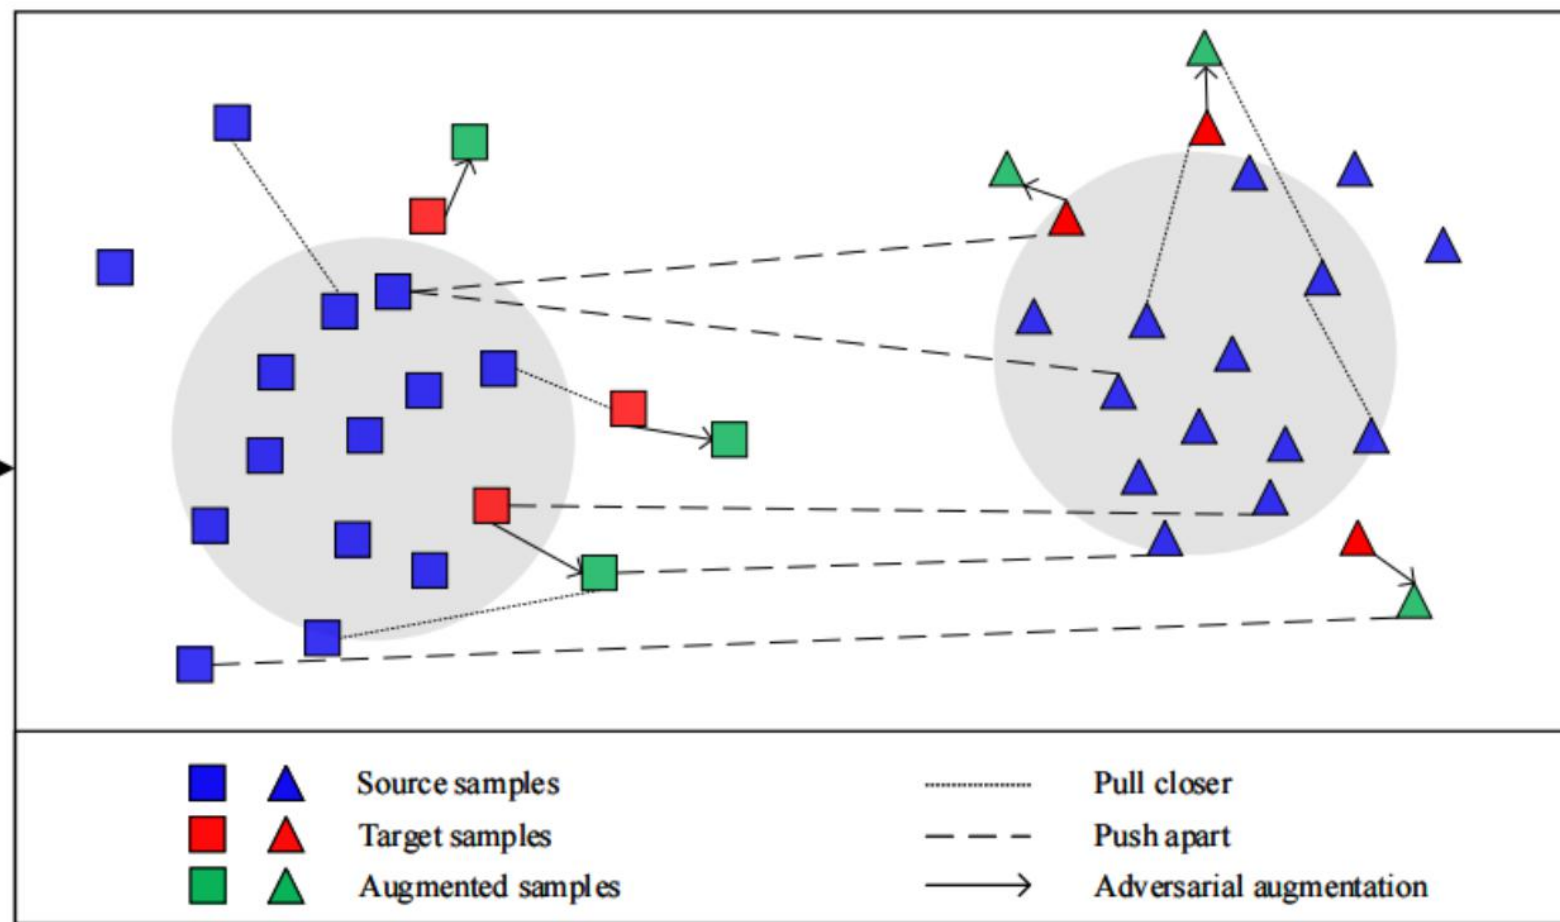 Source samples
Pull closer
Target samples
Push apart
Augmented samples
Adversarial augmentation